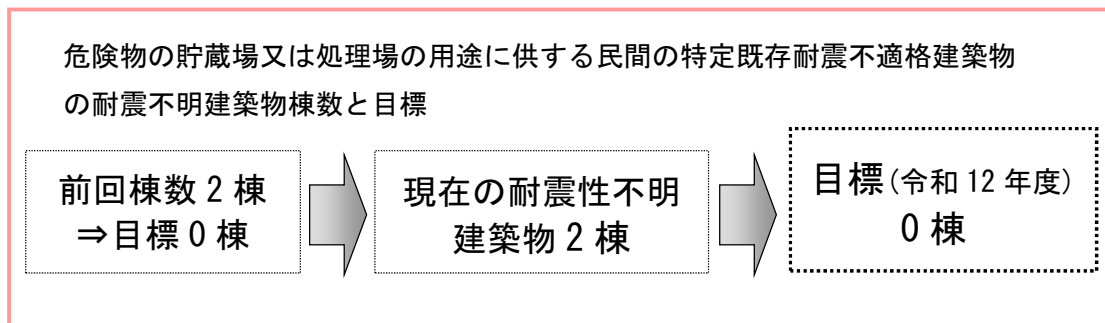 危険物の貯蔵場又は処理場の用途に供する民間の特定既存耐震不適格建築物
の耐震不明建築物棟数と目標
前回棟数 2 棟
⇒目標 0 棟
現在の耐震性不明
建築物 2 棟
目標(令和 12 年度)
0 棟